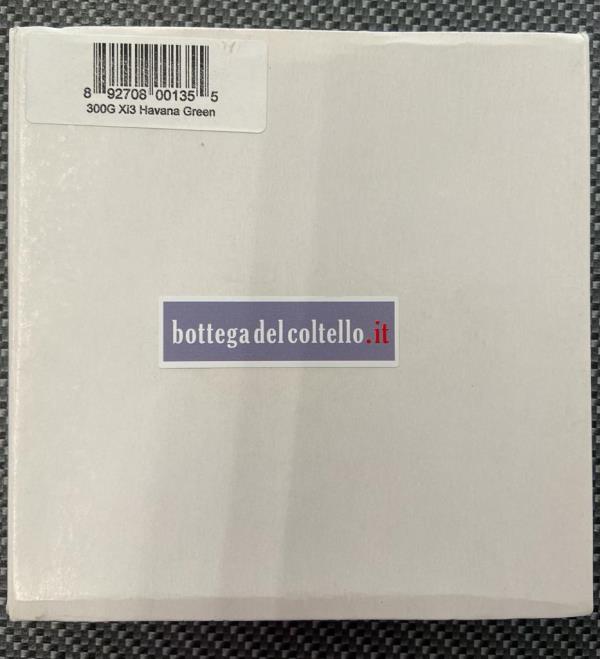 8 92708 00135 5
300G Xi3 Havana Green
bottegadelcoltello.it